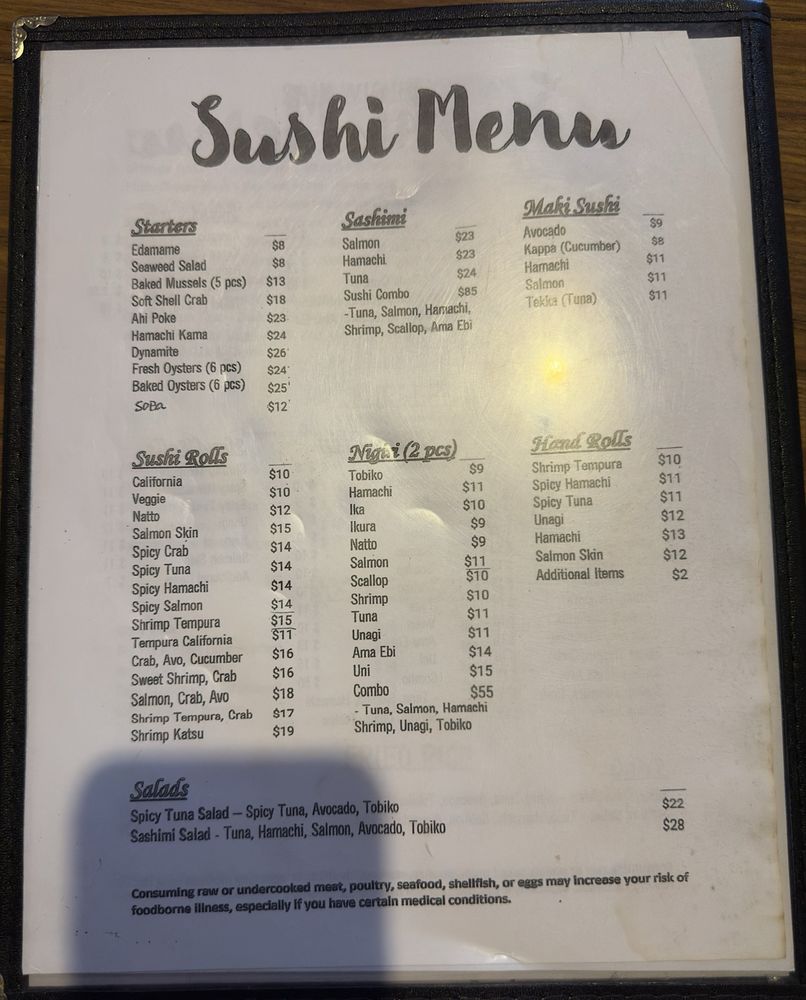 Sushi Menu
Starters
Edamame $8
Seaweed Salad $8
Baked Mussels (5 pcs) $13
Soft Shell Crab $18
Ahi Poke $23
Hamachi Kama $24
Dynamite $26
Fresh Oysters (6 pcs) $24
Baked Oysters (6 pcs) $25
SoBa $12
Sashimi
Salmon $23
Hamachi $23
Tuna $24
Sushi Combo $85
-Tuna, Salmon, Hamachi,
Shrimp, Scallop, Ama Ebi
Maki Sushi
Avocado $9
Kappa (Cucumber) $8
Hamachi $11
Salmon $11
Tekka (Tuna) $11
Sushi Rolls
California $10
Veggie $10
Natto $12
Salmon Skin $15
Spicy Crab $14
Spicy Tuna $14
Spicy Hamachi $14
Spicy Salmon $14
Shrimp Tempura $15
Tempura California $11
Crab, Avo, Cucumber $16
Sweet Shrimp, Crab $16
Salmon, Crab, Avo $18
Shrimp Tempura, Crab $17
Shrimp Katsu $19
Nigiri (2 pcs)
Tobiko $9
Hamachi $11
Ika $10
Ikura $9
Natto $9
Salmon $11
Scallop $10
Shrimp $10
Tuna $11
Unagi $11
Ama Ebi $14
Uni $15
Combo $55
- Tuna, Salmon, Hamachi
Shrimp, Unagi, Tobiko
Hand Rolls
Shrimp Tempura $10
Spicy Hamachi $11
Spicy Tuna $11
Unagi $12
Hamachi $13
Salmon Skin $12
Additional Items $2
Salads
Spicy Tuna Salad – Spicy Tuna, Avocado, Tobiko $22
Sashimi Salad - Tuna, Hamachi, Salmon, Avocado, Tobiko $28
Consuming raw or undercooked meat, poultry, seafood, shellfish, or eggs may increase your risk of
foodborne illness, especially if you have certain medical conditions.